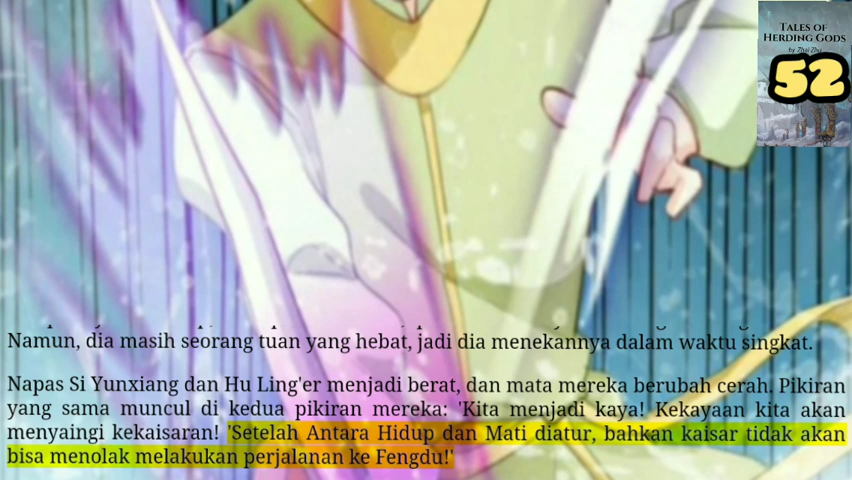 TALES OF
HERDING GODS
by Zhai Zhu
52
Namun, dia masih seorang tuan yang hebat, jadi dia menekannya dalam waktu singkat.
Napas Si Yunxiang dan Hu Ling'er menjadi berat, dan mata mereka berubah cerah. Pikiran
yang sama muncul di kedua pikiran mereka: 'Kita menjadi kaya! Kekayaan kita akan
menyaingi kekaisaran! 'Setelah Antara Hidup dan Mati diatur, bahkan kaisar tidak akan
bisa menolak melakukan perjalanan ke Fengdu!'